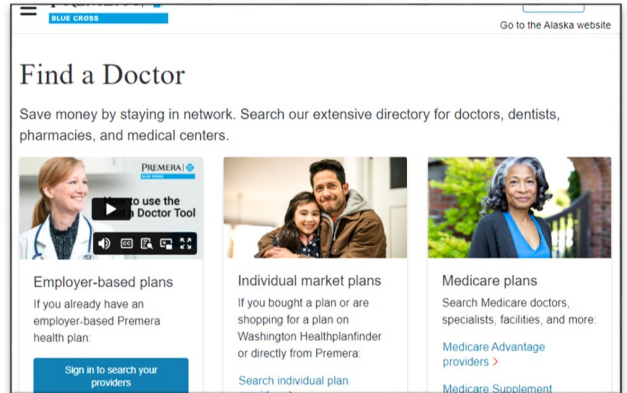 BLUE CROSS
Go to the Alaska website
Find a Doctor
Save money by staying in network. Search our extensive directory for doctors, dentists,
pharmacies, and medical centers.
PREMERA
BLUE CROSS
to use the
Doctor Tool
CC
Employer-based plans
If you already have an
employer-based Premera
health plan:
Sign in to search your
providers
Individual market plans
If you bought a plan or are
shopping for a plan on
Washington Healthplanfinder
or directly from Premera:
Search individual plan
Medicare plans
Search Medicare doctors,
specialists, facilities, and more:
Medicare Advantage
providers >
Medicare Supplement